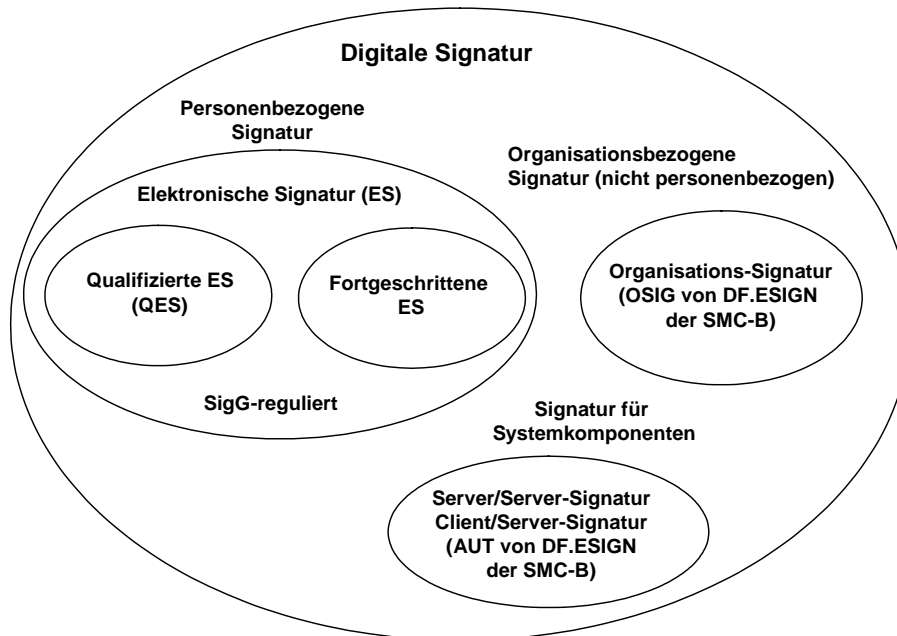 Digitale Signatur
Personenbezogene
Signatur
Organisationsbezogene
Signatur (nicht personenbezogen)
Elektronische Signatur (ES)
Qualifizierte ES
(QES)
Fortgeschrittene
ES
Organisations-Signatur
(OSIG von DF.ESIGN
der SMC-B)
SigG-reguliert
Signatur für
Systemkomponenten
Server/Server-Signatur
Client/Server-Signatur
(AUT von DF.ESIGN
der SMC-B)